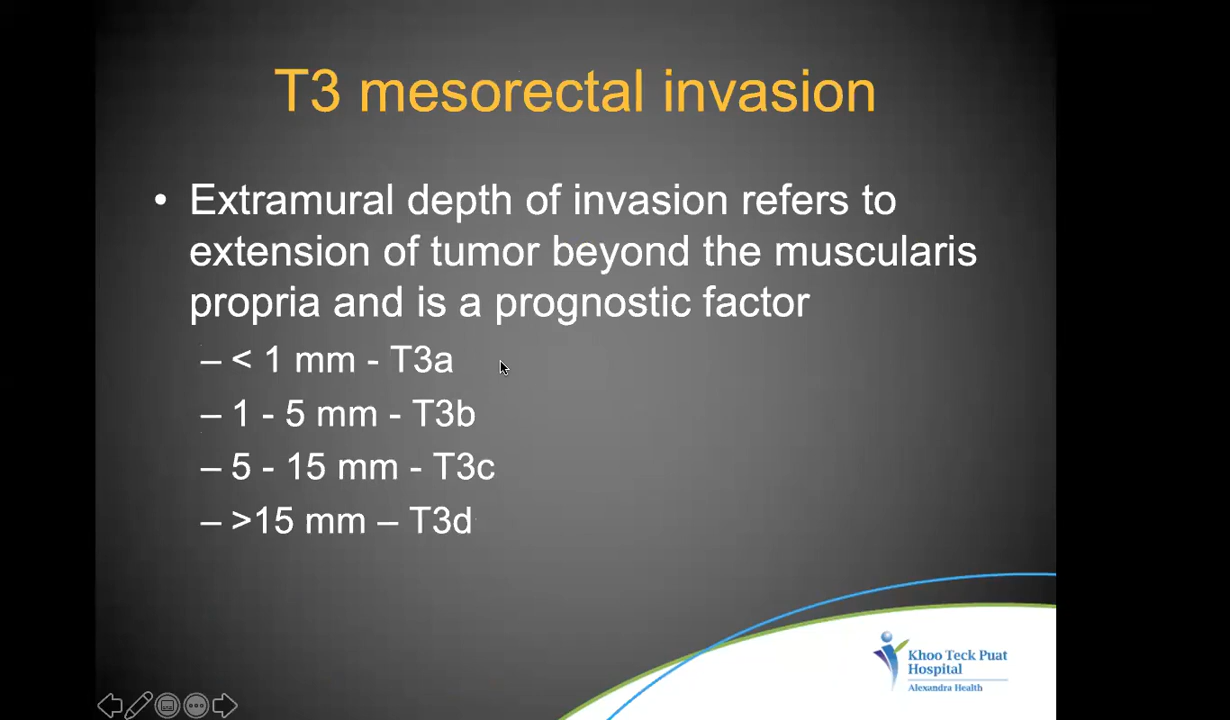 T3 mesorectal invasion
• Extramural depth of invasion refers to
extension of tumor beyond the muscularis
propria and is a prognostic factor
– < 1 mm - T3a
– 1 - 5 mm - T3b
– 5 - 15 mm - T3c
– >15 mm – T3d
Khoo Teck Puat
Hospital
Alexandra Health